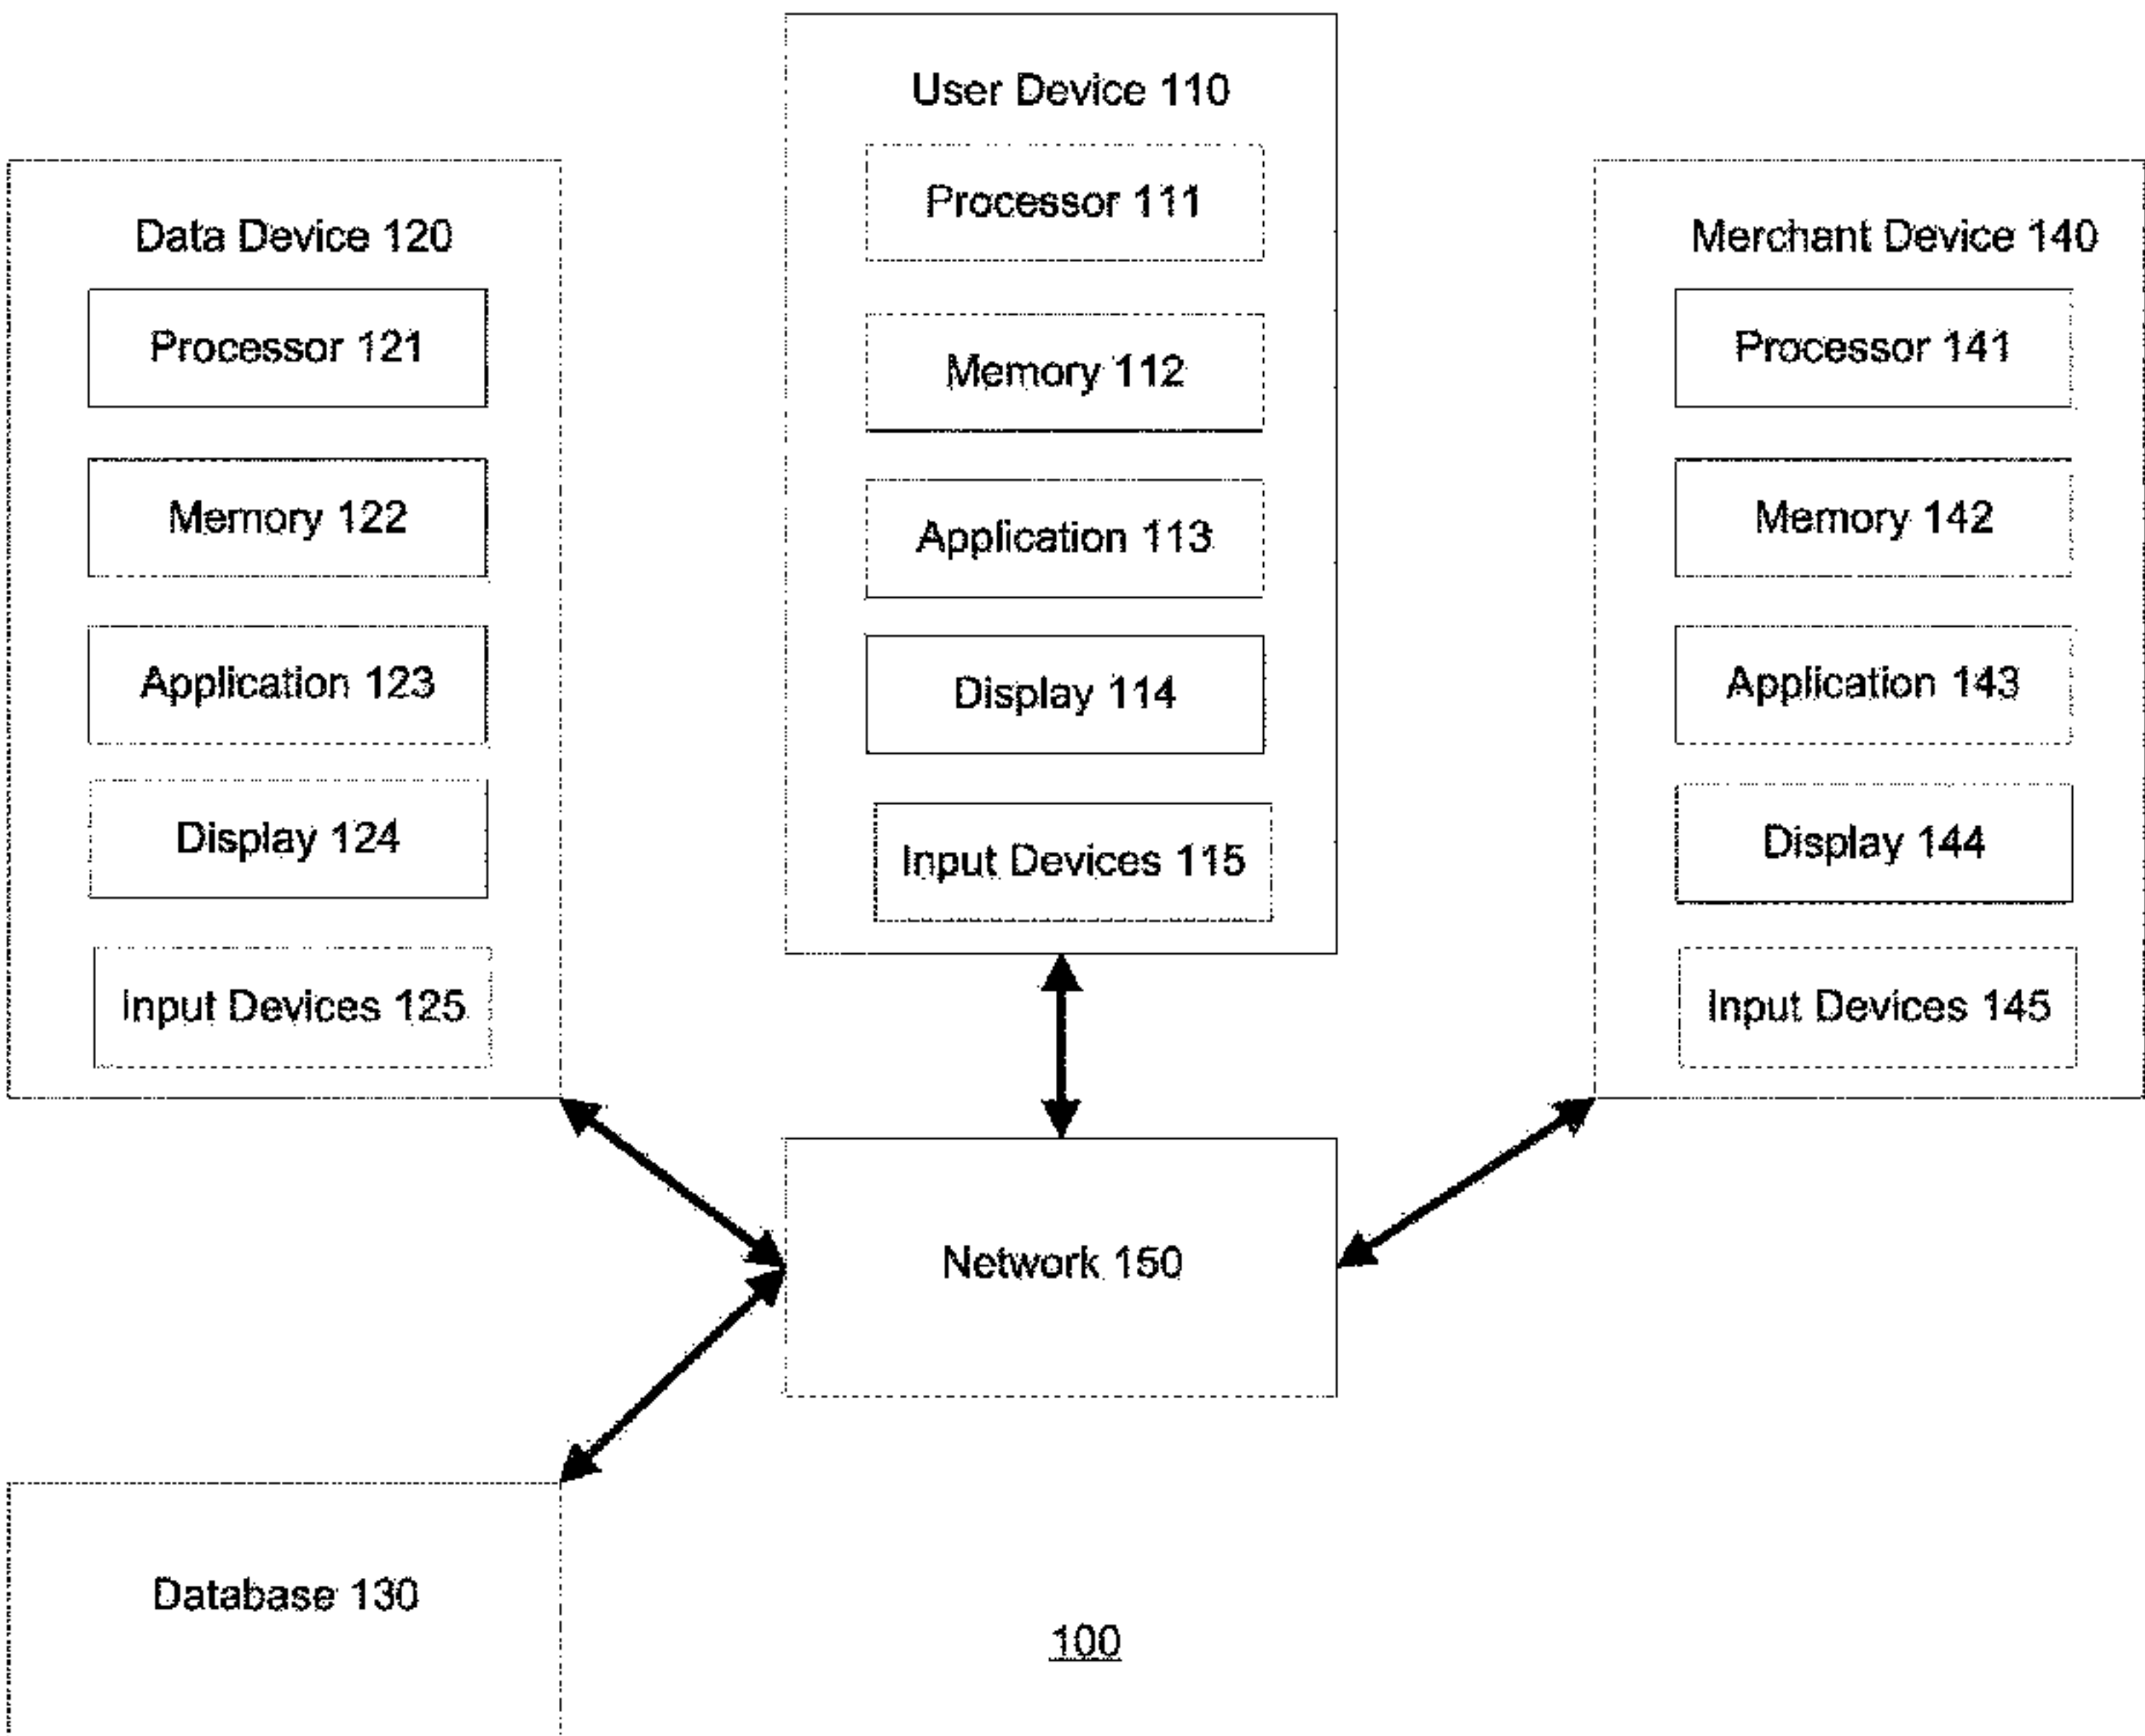 User Device 110
Processor 111
Memory 112
Application 113
Display 114
Input Devices 115
Data Device 120
Processor 121
Memory 122
Application 123
Display 124
Input Devices 125
Merchant Device 140
Processor 141
Memory 142
Application 143
Display 144
Input Devices 145
Network 150
Database 130
100